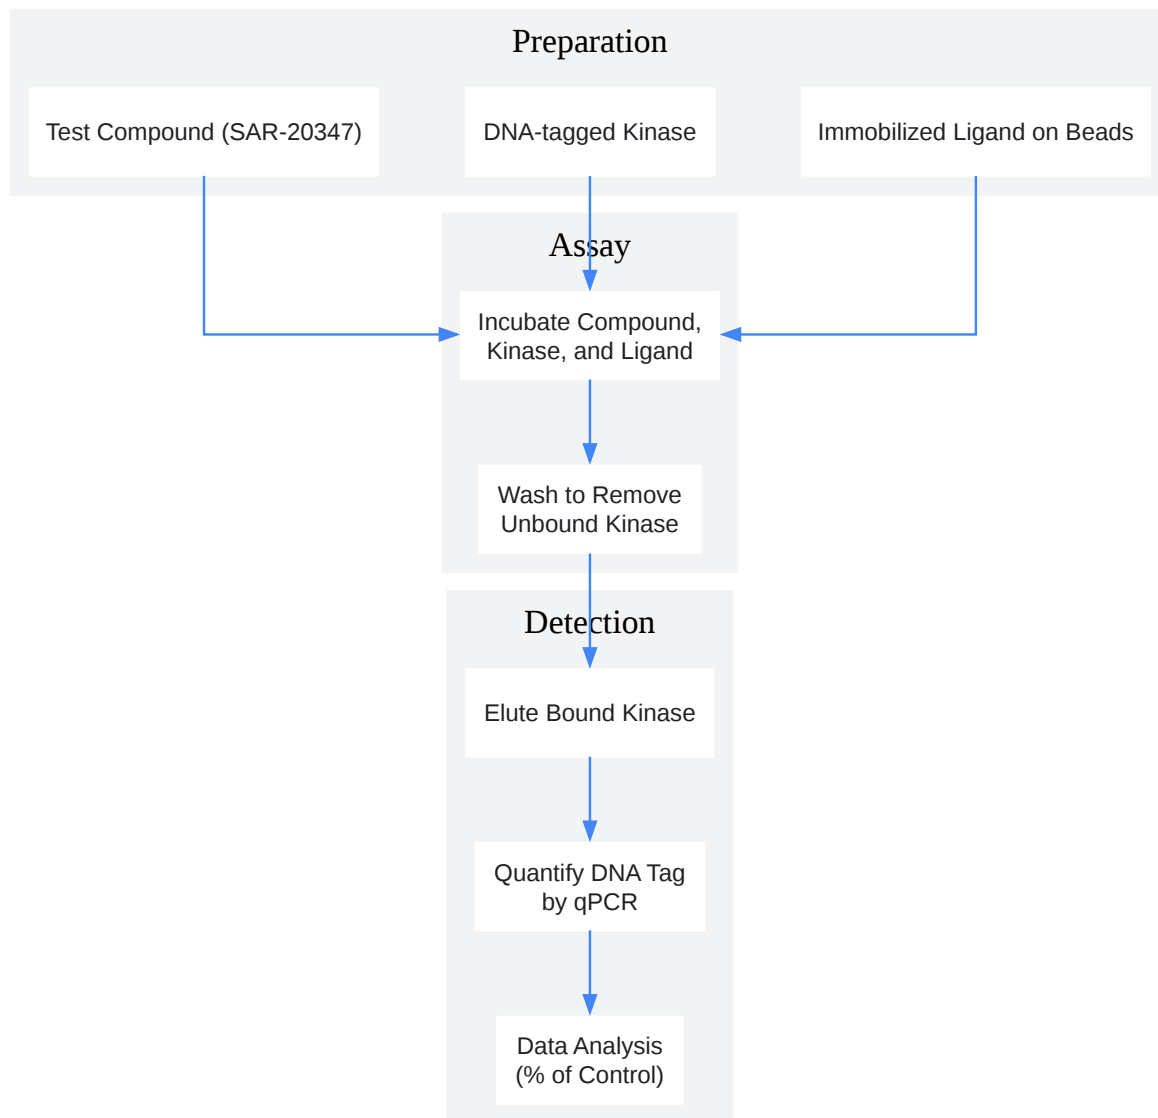 Preparation
Test Compound (SAR-20347)
DNA-tagged Kinase
Immobilized Ligand on Beads
Assay
Incubate Compound,
Kinase, and Ligand
Wash to Remove
Unbound Kinase
Detection
Elute Bound Kinase
Quantify DNA Tag
by qPCR
Data Analysis
(% of Control)